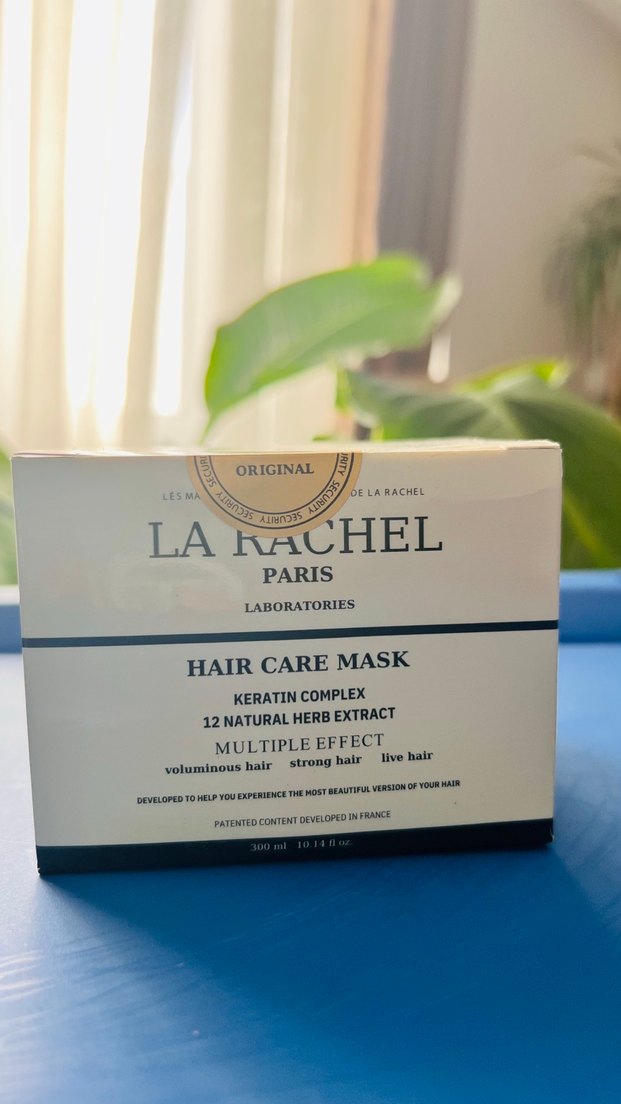 ORIGINAL
SECURITY SECURITY SECURITY
LÉS MA DE LA RACHEL
LA RACHEL
PARIS
LABORATORIES
HAIR CARE MASK
KERATIN COMPLEX
12 NATURAL HERB EXTRACT
MULTIPLE EFFECT
voluminous hair strong hair live hair
DEVELOPED TO HELP YOU EXPERIENCE THE MOST BEAUTIFUL VERSION OF YOUR HAIR
PATENTED CONTENT DEVELOPED IN FRANCE
300 ml 10.14 fl oz.